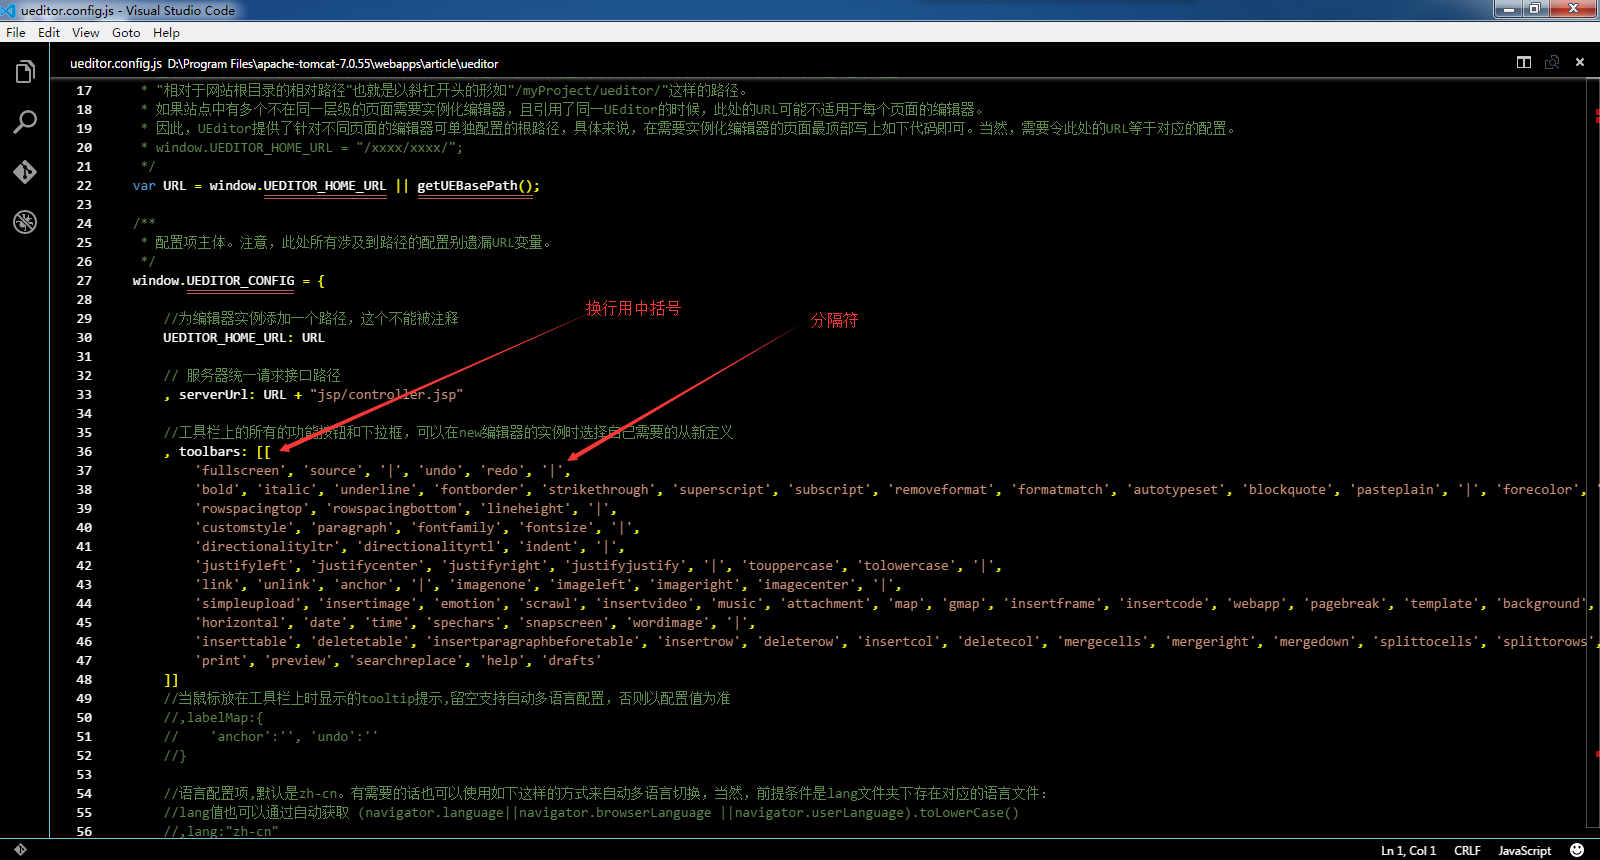 ueditor.config.js - Visual Studio Code
File Edit View Goto Help
ueditor.config.js D:\Program Files\apache-tomcat-7.0.55\webapps\article\ueditor
17 * "相对于网站根目录的相对路径"也就是以斜杠开头的形如"/myProject/ueditor/"这样的路径。
18 * 如果站点中有多个不在同一层级的页面需要实例化编辑器，且引用了同一UEditor的时候，此处的URL可能不适用于每个页面的编辑器。
19 * 因此，UEditor提供了针对不同页面的编辑器可单独配置的根路径，具体来说，在需要实例化编辑器的页面最顶部写上如下代码即可。当然，需要令此处的URL等于对应的配置。
20 * window.UEDITOR_HOME_URL = "/xxxx/xxxx/";
21 */
22 var URL = window.UEDITOR_HOME_URL || getUEBasePath();
23
24 /**
25 * 配置项主体。注意，此处所有涉及到路径的配置别遗漏URL变量。
26 */
27 window.UEDITOR_CONFIG = {
28
换行用中括号
分隔符
29 //为编辑器实例添加一个路径，这个不能被注释
30 UEDITOR_HOME_URL: URL
31
32 // 服务器统一请求接口路径
33 , serverUrl: URL + "jsp/controller.jsp"
34
35 //工具栏上的所有的功能按钮和下拉框，可以在new编辑器的实例时选择自己需要的从新定义
36 , toolbars: [[
37 'fullscreen', 'source', '|', 'undo', 'redo', '|',
38 'bold', 'italic', 'underline', 'fontborder', 'strikethrough', 'superscript', 'subscript', 'removeformat', 'formatmatch', 'autotypeset', 'blockquote', 'pasteplain', '|', 'forecolor', '
39 'rowspacingtop', 'rowspacingbottom', 'lineheight', '|',
40 'customstyle', 'paragraph', 'fontfamily', 'fontsize', '|',
41 'directionalityltr', 'directionalityrtl', 'indent', '|',
42 'justifyleft', 'justifycenter', 'justifyright', 'justifyjustify', '|', 'touppercase', 'tolowercase', '|',
43 'link', 'unlink', 'anchor', '|', 'imagenone', 'imageleft', 'imageright', 'imagecenter', '|',
44 'simpleupload', 'insertimage', 'emotion', 'scrawl', 'insertvideo', 'music', 'attachment', 'map', 'gmap', 'insertframe', 'insertcode', 'webapp', 'pagebreak', 'template', 'background',
45 'horizontal', 'date', 'time', 'spechars', 'snapscreen', 'wordimage', '|',
46 'inserttable', 'deletetable', 'insertparagraphbeforetable', 'insertrow', 'deleterow', 'insertcol', 'deletecol', 'mergecells', 'mergeright', 'mergedown', 'splittocells', 'splittorows',
47 'print', 'preview', 'searchreplace', 'help', 'drafts'
48 ]]
49 //当鼠标放在工具栏上时显示的tooltip提示,留空支持自动多语言配置，否则以配置值为准
50 //,labelMap:{
51 // 'anchor':'', 'undo':''
52 //}
53
54 //语言配置项,默认是zh-cn。有需要的话也可以使用如下这样的方式来自动多语言切换，当然，前提条件是lang文件夹下存在对应的语言文件：
55 //lang值也可以通过自动获取 (navigator.language||navigator.browserLanguage ||navigator.userLanguage).toLowerCase()
56 //,lang:"zh-cn"
Ln 1, Col 1 CRLF JavaScript